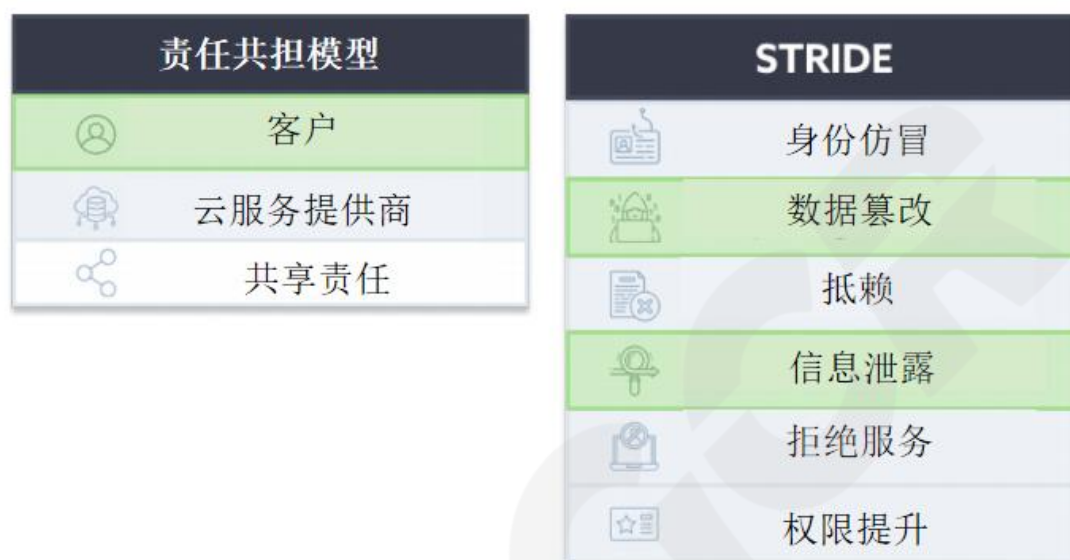 责任共担模型
客户
云服务提供商
共享责任
STRIDE
身份仿冒
数据篡改
抵赖
信息泄露
拒绝服务
权限提升